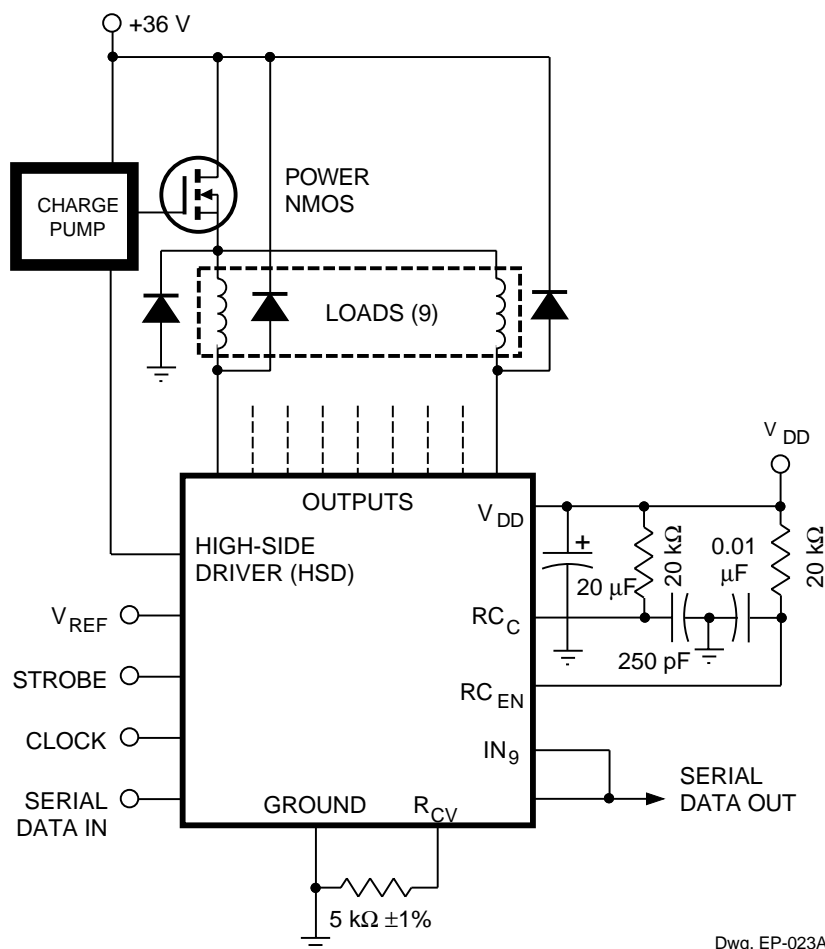 +36 V
POWER
NMOS
CHARGE
PUMP
LOADS (9)
V DD
OUTPUTS
V DD
HIGH-SIDE
DRIVER (HSD)
+
20 μF
20 kΩ
0.01
μF
20 kΩ
V REF
RC C
250 pF
STROBE
RC EN
CLOCK
IN 9
SERIAL
DATA IN
SERIAL
DATA OUT
GROUND
R CV
5 kΩ ±1%
Dwg. EP-023A